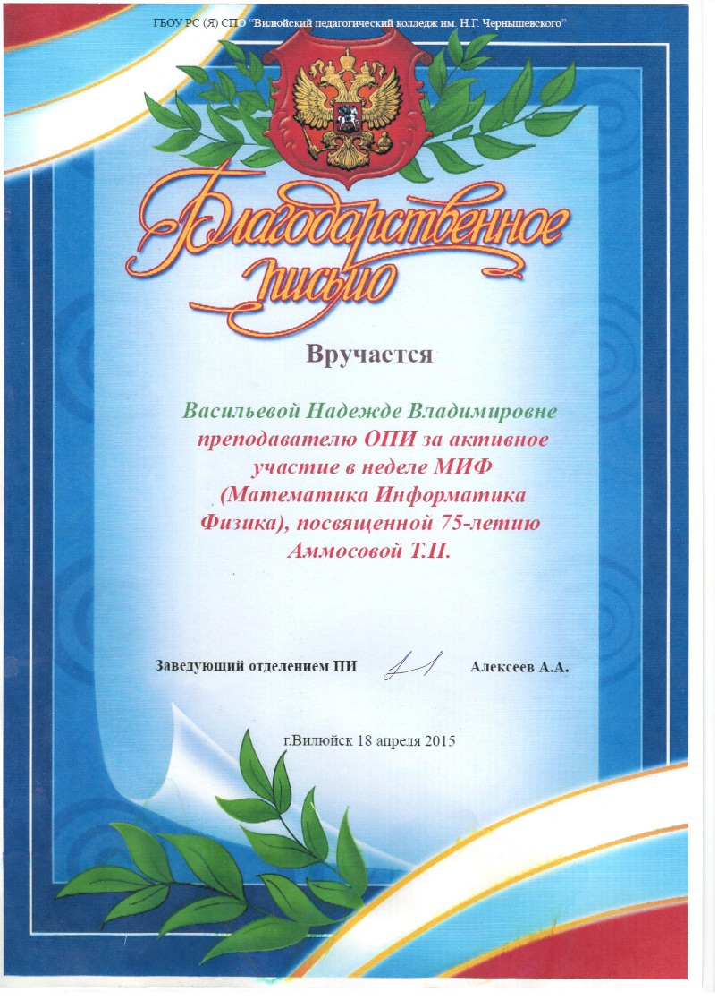 ГБОУ РС (Я) СПО "Вилюйский педагогический колледж им. Н.Г. Чернышевского"
Благодарственное
письмо
Вручается
Васильевой Надежде Владимировне
преподавателю ОПИ за активное
участие в неделе МИФ
(Математика Информатика
Физика), посвященной 75-летию
Аммосовой Т.П.
Заведующий отделением ПИ Алексеев А.А.
г.Вилюйск 18 апреля 2015